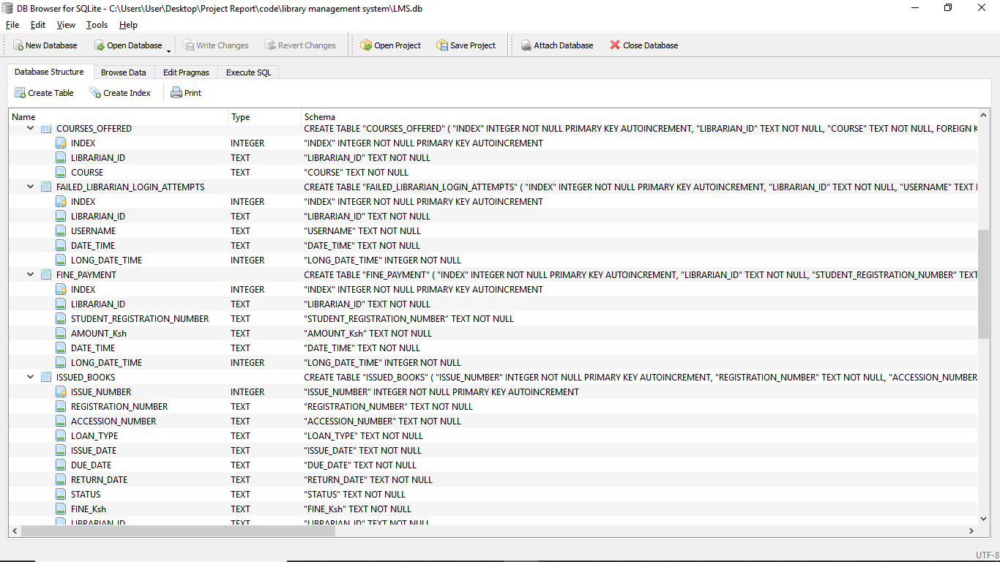 DB Browser for SQLite - C:\Users\User\Desktop\Project Report\code\library management system\LMS.db
File Edit View Tools Help
New Database Open Database Write Changes Revert Changes Open Project Save Project Attach Database Close Database
Database Structure Browse Data Edit Pragmas Execute SQL
Create Table Create Index Print
Name Type Schema
COURSES_OFFERED CREATE TABLE "COURSES_OFFERED" ( "INDEX" INTEGER NOT NULL PRIMARY KEY AUTOINCREMENT, "LIBRARIAN_ID" TEXT NOT NULL, "COURSE" TEXT NOT NULL, FOREIGN K
INDEX INTEGER "INDEX" INTEGER NOT NULL PRIMARY KEY AUTOINCREMENT
LIBRARIAN_ID TEXT "LIBRARIAN_ID" TEXT NOT NULL
COURSE TEXT "COURSE" TEXT NOT NULL
FAILED_LIBRARIAN_LOGIN_ATTEMPTS CREATE TABLE "FAILED_LIBRARIAN_LOGIN_ATTEMPTS" ( "INDEX" INTEGER NOT NULL PRIMARY KEY AUTOINCREMENT, "LIBRARIAN_ID" TEXT NOT NULL, "USERNAME" TEXT
INDEX INTEGER "INDEX" INTEGER NOT NULL PRIMARY KEY AUTOINCREMENT
LIBRARIAN_ID TEXT "LIBRARIAN_ID" TEXT NOT NULL
USERNAME TEXT "USERNAME" TEXT NOT NULL
DATE_TIME TEXT "DATE_TIME" TEXT NOT NULL
LONG_DATE_TIME INTEGER "LONG_DATE_TIME" INTEGER NOT NULL
FINE_PAYMENT CREATE TABLE "FINE_PAYMENT" ( "INDEX" INTEGER NOT NULL PRIMARY KEY AUTOINCREMENT, "LIBRARIAN_ID" TEXT NOT NULL, "STUDENT_REGISTRATION_NUMBER" TEXT
INDEX INTEGER "INDEX" INTEGER NOT NULL PRIMARY KEY AUTOINCREMENT
LIBRARIAN_ID TEXT "LIBRARIAN_ID" TEXT NOT NULL
STUDENT_REGISTRATION_NUMBER TEXT "STUDENT_REGISTRATION_NUMBER" TEXT NOT NULL
AMOUNT_Ksh TEXT "AMOUNT_Ksh" TEXT NOT NULL
DATE_TIME TEXT "DATE_TIME" TEXT NOT NULL
LONG_DATE_TIME INTEGER "LONG_DATE_TIME" INTEGER NOT NULL
ISSUED_BOOKS CREATE TABLE "ISSUED_BOOKS" ( "ISSUE_NUMBER" INTEGER NOT NULL PRIMARY KEY AUTOINCREMENT, "REGISTRATION_NUMBER" TEXT NOT NULL, "ACCESSION_NUMBER
ISSUE_NUMBER INTEGER "ISSUE_NUMBER" INTEGER NOT NULL PRIMARY KEY AUTOINCREMENT
REGISTRATION_NUMBER TEXT "REGISTRATION_NUMBER" TEXT NOT NULL
ACCESSION_NUMBER TEXT "ACCESSION_NUMBER" TEXT NOT NULL
LOAN_TYPE TEXT "LOAN_TYPE" TEXT NOT NULL
ISSUE_DATE TEXT "ISSUE_DATE" TEXT NOT NULL
DUE_DATE TEXT "DUE_DATE" TEXT NOT NULL
RETURN_DATE TEXT "RETURN_DATE" TEXT NOT NULL
STATUS TEXT "STATUS" TEXT NOT NULL
FINE_Ksh TEXT "FINE_Ksh" TEXT NOT NULL
LIBRARIAN_ID TEXT "LIBRARIAN_ID" TEXT NOT NULL
UTF-8